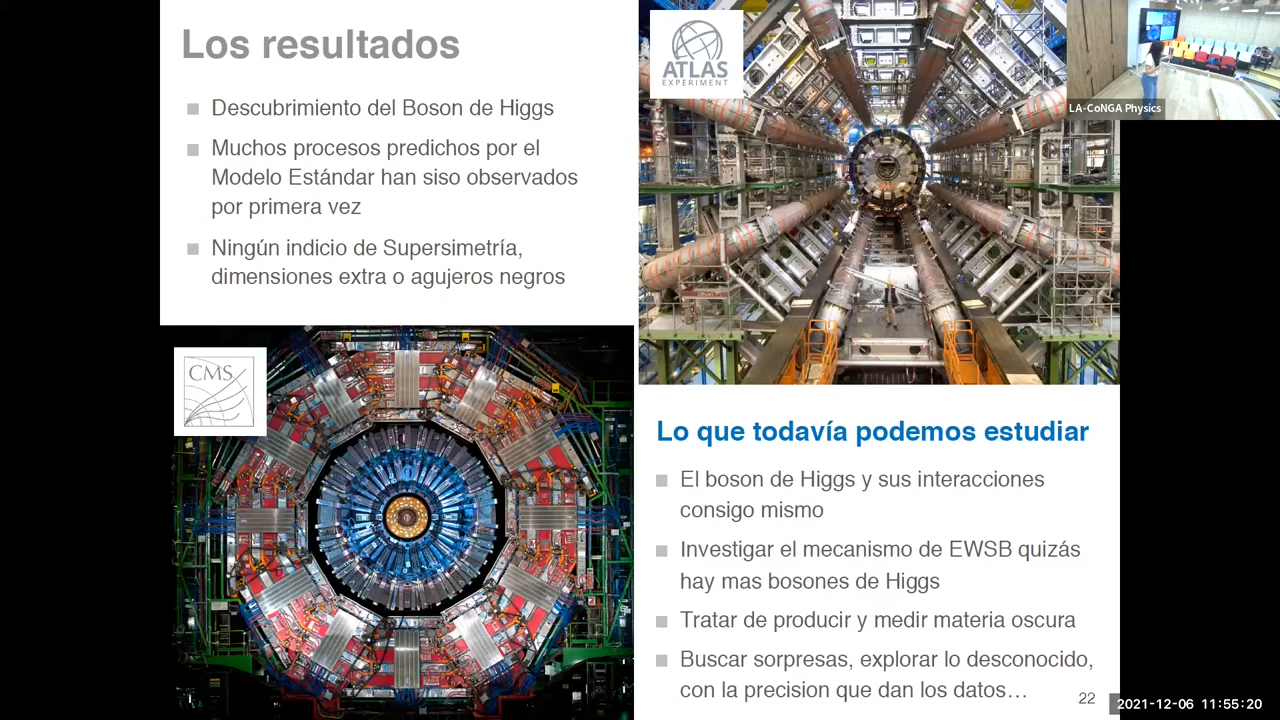 Los resultados
Descubrimiento del Boson de Higgs
Muchos procesos predichos por el
Modelo Estándar han siso observados
por primera vez
Ningún indicio de Supersimetría,
dimensiones extra o agujeros negros
ATLAS
EXPERIMENT
LA-CoNGA Physics
CMS
Lo que todavía podemos estudiar
El boson de Higgs y sus interacciones
consigo mismo
Investigar el mecanismo de EWSB quizás
hay mas bosones de Higgs
Tratar de producir y medir materia oscura
Buscar sorpresas, explorar lo desconocido,
con la precision que dan los datos…
22
2021-12-06 11:55:20